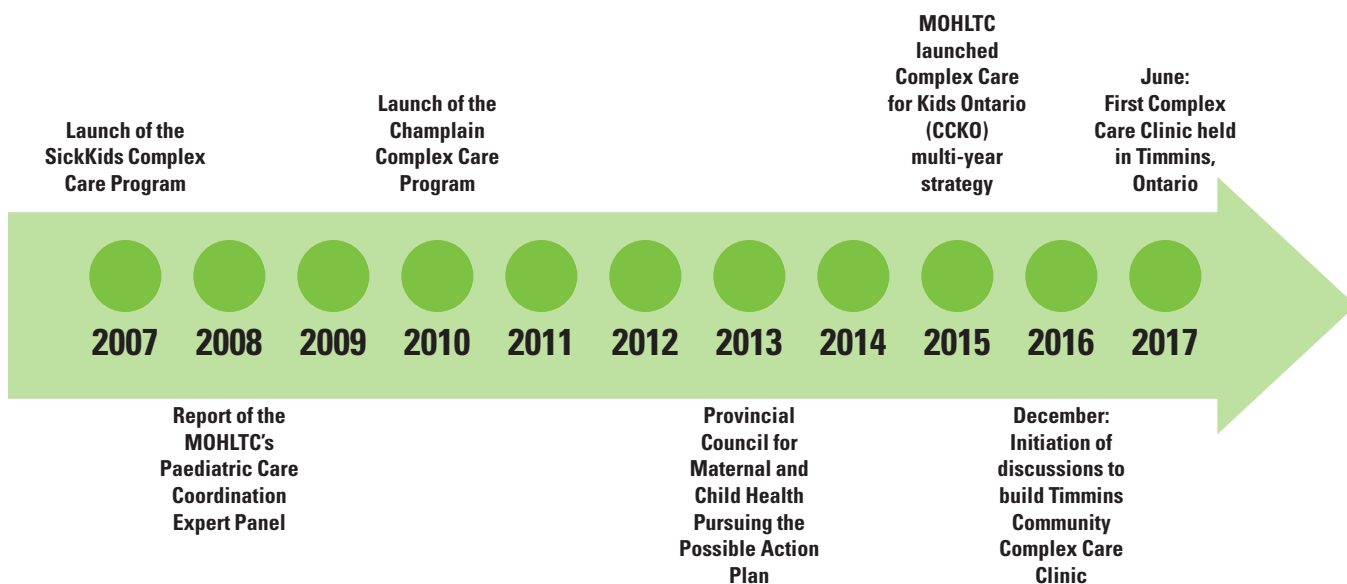 Launch of the
SickKids Complex
Care Program
Launch of the
Champlain
Complex Care
Program
MOHLTC
launched
Complex Care
for Kids Ontario
(CCKO)
multi-year
strategy
June:
First Complex
Care Clinic held
in Timmins,
Ontario
2007 2008 2009 2010 2011 2012 2013 2014 2015 2016 2017
Report of the
MOHLTC’s
Paediatric Care
Coordination
Expert Panel
Provincial
Council for
Maternal and
Child Health
Pursuing the
Possible Action
Plan
December:
Initiation of
discussions to
build Timmins
Community
Complex Care
Clinic